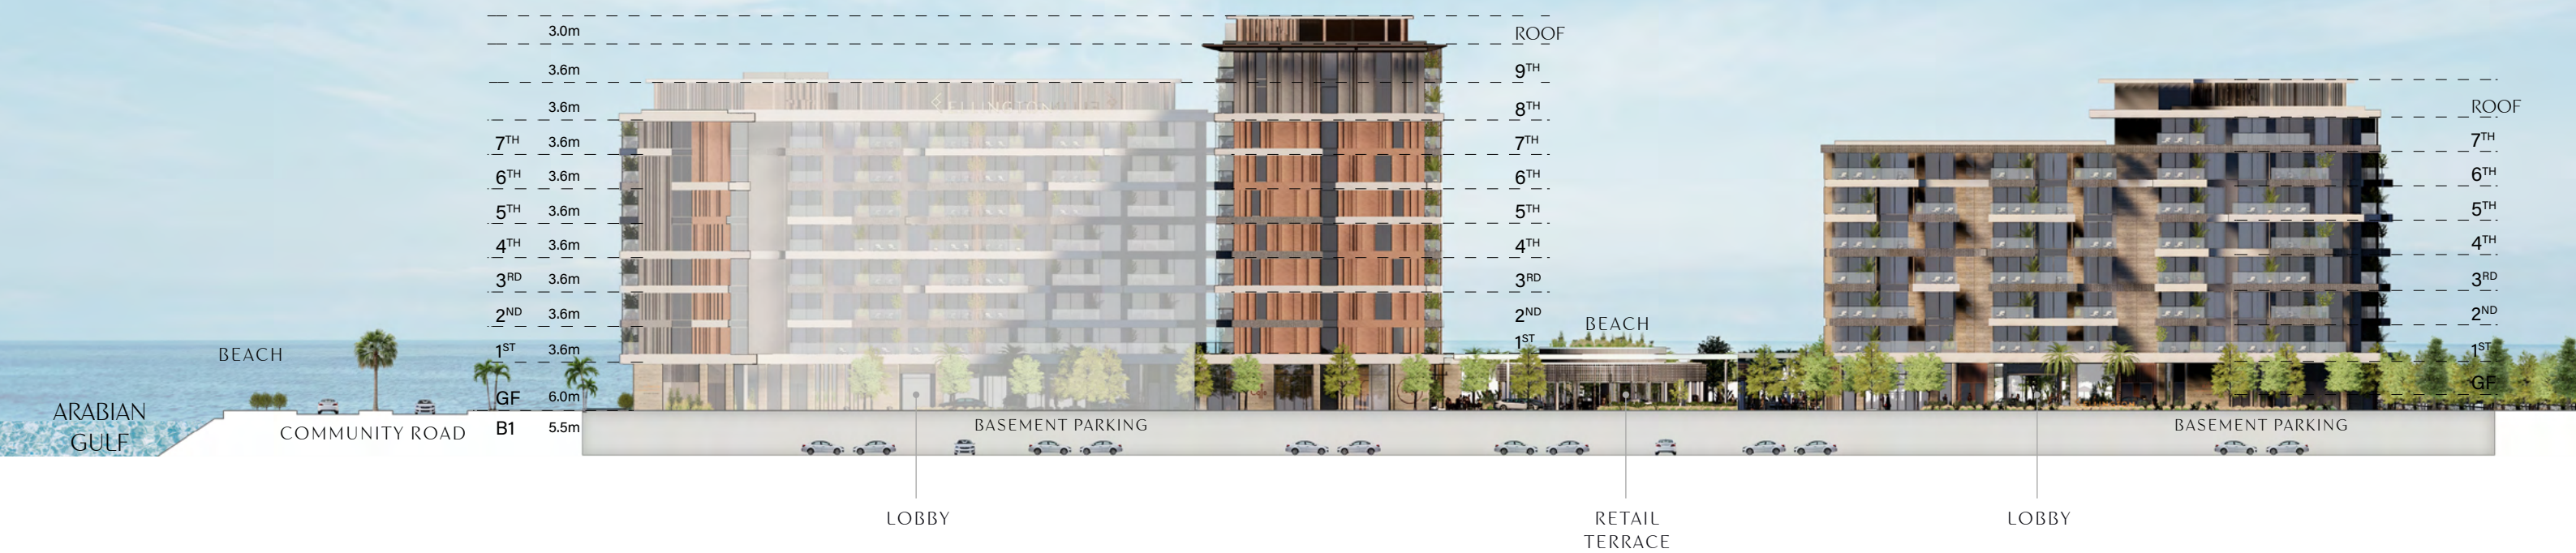 3.0m
3.6m
3.6m
7TH 3.6m
6TH 3.6m
5TH 3.6m
4TH 3.6m
3RD 3.6m
2ND 3.6m
1ST 3.6m
GF 6.0m
B1 5.5m
BEACH
ARABIAN
GULF
COMMUNITY ROAD
ELLINGTON
BASEMENT PARKING
LOBBY
ROOF
9TH
8TH
7TH
6TH
5TH
4TH
3RD
2ND
1ST
BEACH
RETAIL
TERRACE
ROOF
7TH
6TH
5TH
4TH
3RD
2ND
1ST
GF
BASEMENT PARKING
LOBBY